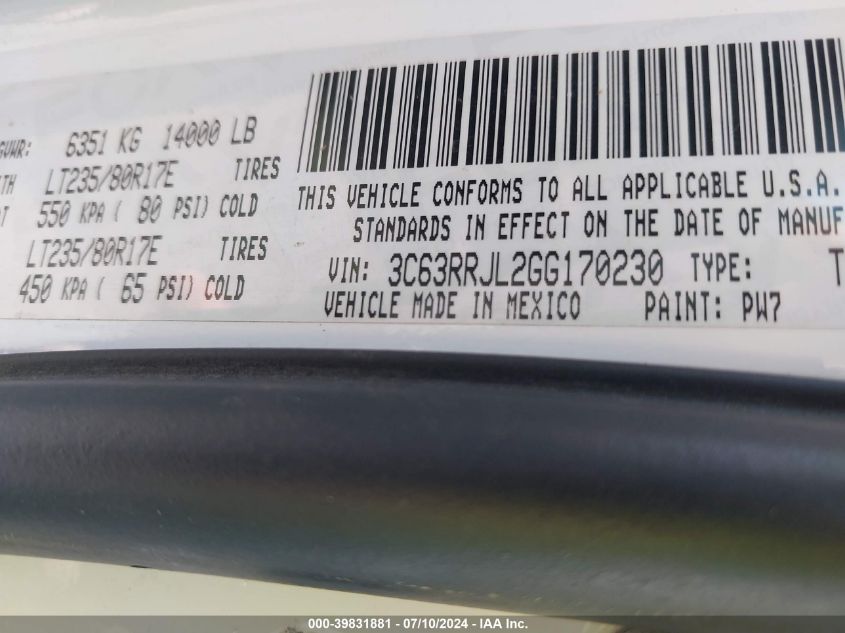 GVWR: 6351 KG 14000 LB
LT235/80R17E TIRES
550 KPA ( 80 PSI) COLD
LT235/80R17E TIRES
450 KPA ( 65 PSI) COLD
THIS VEHICLE CONFORMS TO ALL APPLICABLE U.S.A.
STANDARDS IN EFFECT ON THE DATE OF MANUF
VIN: 3C63RRJL2GG170230 TYPE: T
VEHICLE MADE IN MEXICO PAINT: PW7
000-39831881 - 07/10/2024 - IAA Inc.